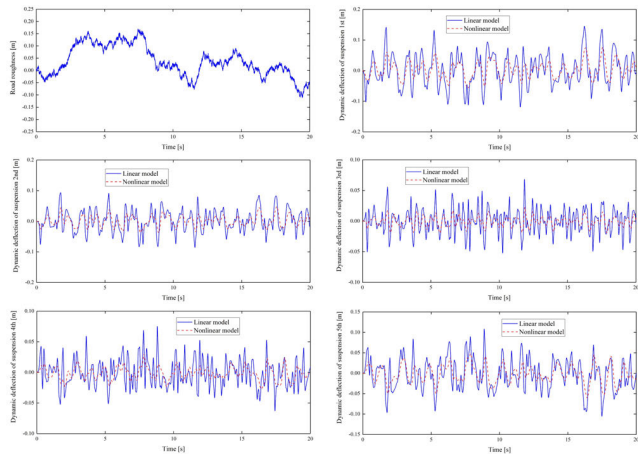 0.25
0.20
0.15
0.10
0.05
0.00
-0.05
-0.10
-0.15
-0.20
-0.25
Road roughness [m]
0 5 10 15 20
Time [s]
0.2
0.1
0.0
-0.1
-0.2
Dynamic deflection of suspension 1st [m]
Linear model
Nonlinear model
0 5 10 15 20
Time [s]
0.2
0.1
0.0
-0.1
-0.2
Dynamic deflection of suspension 2nd [m]
Linear model
Nonlinear model
0 5 10 15 20
Time [s]
0.10
0.05
0.00
-0.05
-0.10
Dynamic deflection of suspension 3rd [m]
Linear model
Nonlinear model
0 5 10 15 20
Time [s]
0.10
0.05
0.00
-0.05
-0.10
Dynamic deflection of suspension 4th [m]
Linear model
Nonlinear model
0 5 10 15 20
Time [s]
0.15
0.10
0.05
0.00
-0.05
-0.10
-0.15
Dynamic deflection of suspension 5th [m]
Linear model
Nonlinear model
0 5 10 15 20
Time [s]